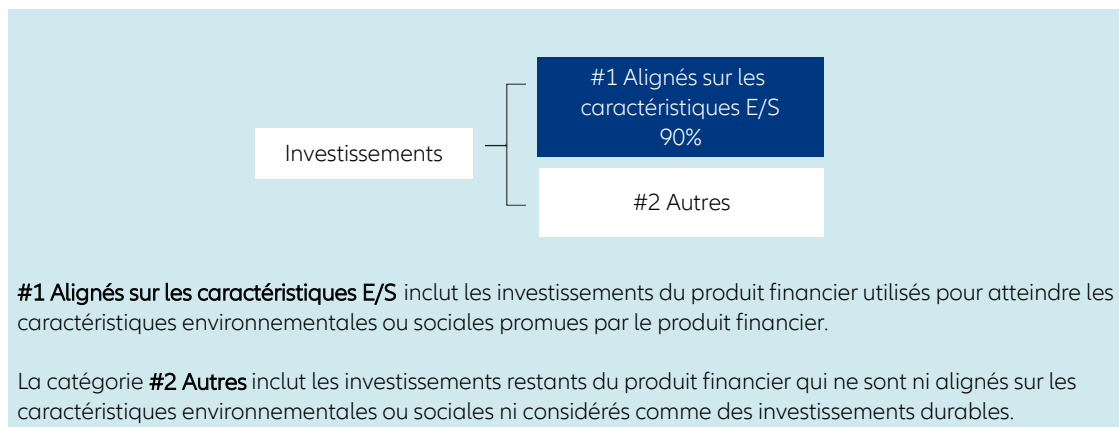 #1 Alignés sur les
caractéristiques E/S
90%
Investissements
#2 Autres
#1 Alignés sur les caractéristiques E/S inclut les investissements du produit financier utilisés pour atteindre les
caractéristiques environnementales ou sociales promues par le produit financier.
La catégorie #2 Autres inclut les investissements restants du produit financier qui ne sont ni alignés sur les
caractéristiques environnementales ou sociales ni considérés comme des investissements durables.